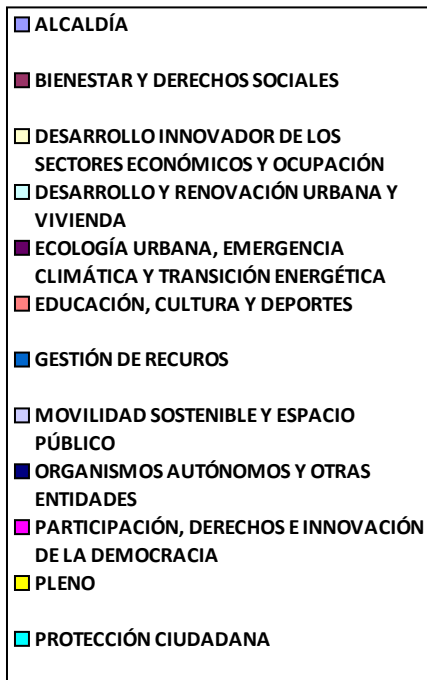 ALCALDÍA
BIENESTAR Y DERECHOS SOCIALES
DESARROLLO INNOVADOR DE LOS
SECTORES ECONÓMICOS Y OCUPACIÓN
DESARROLLO Y RENOVACIÓN URBANA Y
VIVIENDA
ECOLOGÍA URBANA, EMERGENCIA
CLIMÁTICA Y TRANSICIÓN ENERGÉTICA
EDUCACIÓN, CULTURA Y DEPORTES
GESTIÓN DE RECUROS
MOVILIDAD SOSTENIBLE Y ESPACIO
PÚBLICO
ORGANISMOS AUTÓNOMOS Y OTRAS
ENTIDADES
PARTICIPACIÓN, DERECHOS E INNOVACIÓN
DE LA DEMOCRACIA
PLENO
PROTECCIÓN CIUDADANA